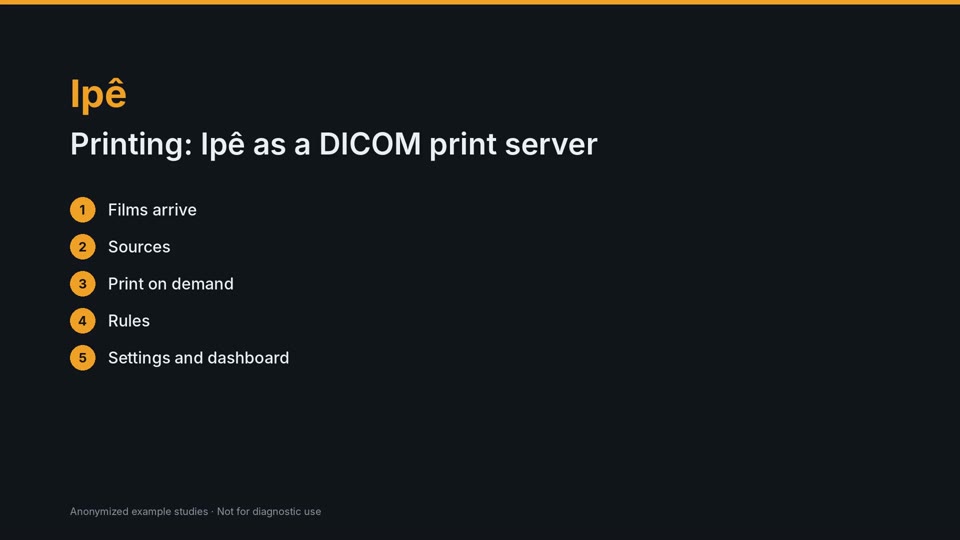 Ipê
Printing: Ipê as a DICOM print server
1 Films arrive
2 Sources
3 Print on demand
4 Rules
5 Settings and dashboard
Anonymized example studies · Not for diagnostic use